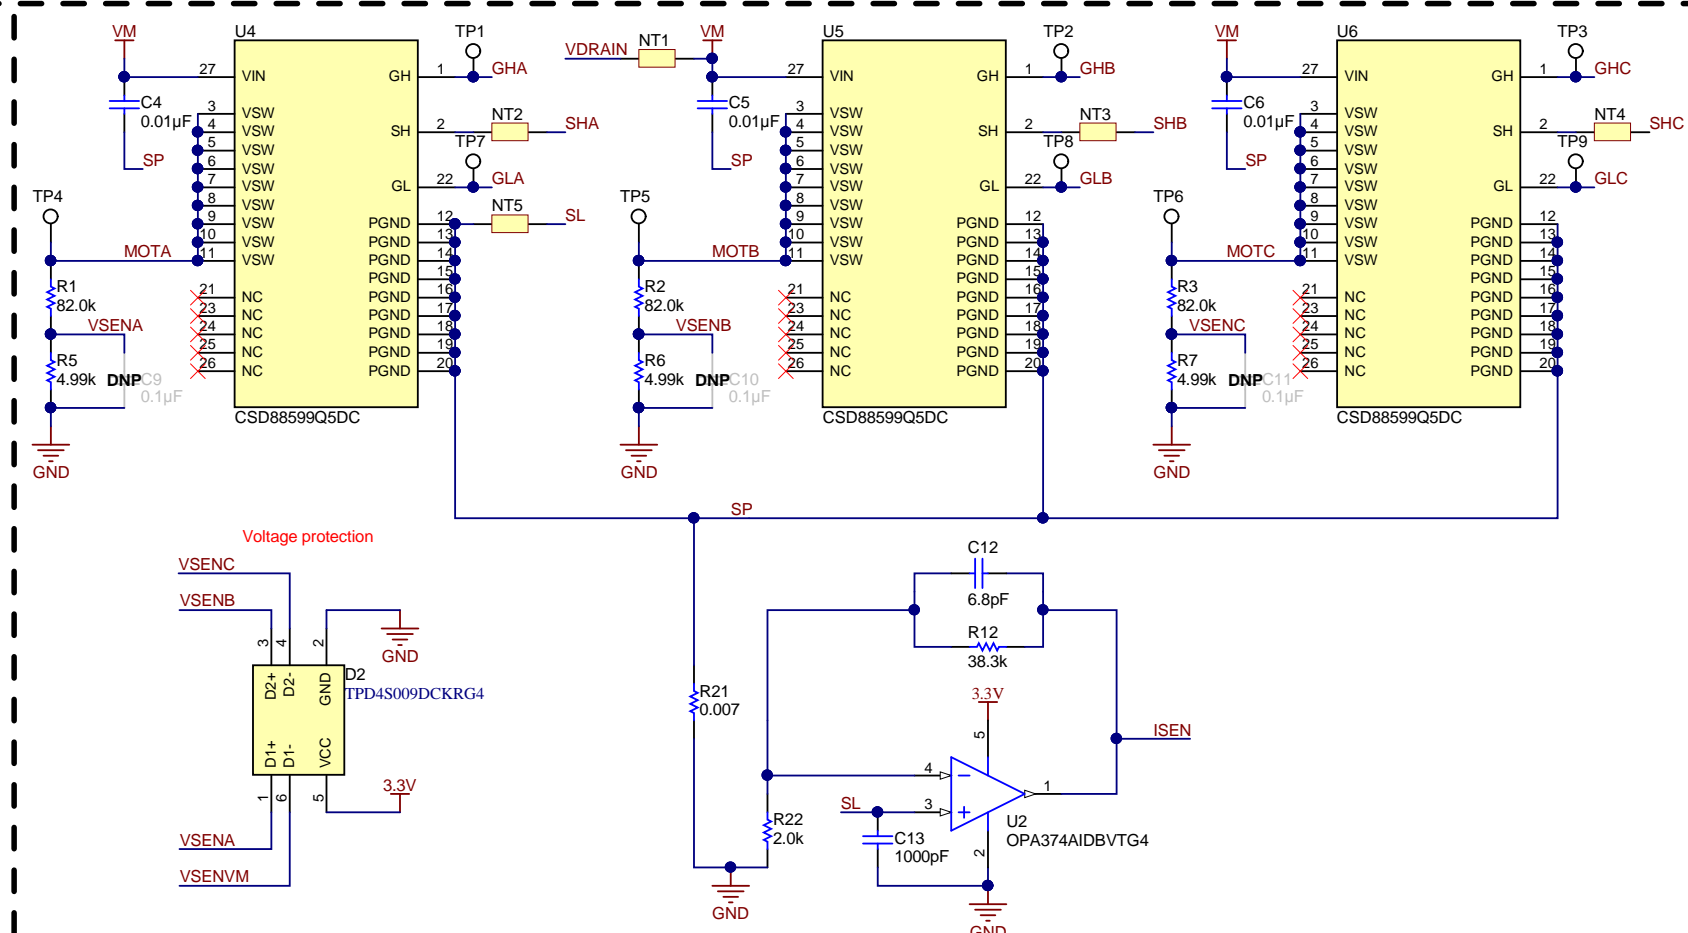 VM
U4
27 VIN
GH 1
TP1
GHA
C4
0.01µF
SP
3 VSW
4 VSW
5 VSW
6 VSW
7 VSW
8 VSW
9 VSW
10 VSW
11 VSW
SH 2
NT2
SHA
TP7
GL 22
GLA
NT5
SL
PGND 12
PGND 13
PGND 14
PGND 15
PGND 16
PGND 17
PGND 18
PGND 19
PGND 20
21 NC
23 NC
24 NC
25 NC
26 NC
CSD88599Q5DC
TP4
MOTA
R1
82.0k
VSENA
R5
4.99k
DNP
C9
0.1µF
GND
VDRAIN
NT1
VM
U5
27 VIN
GH 1
TP2
GHB
C5
0.01µF
SP
3 VSW
4 VSW
5 VSW
6 VSW
7 VSW
8 VSW
9 VSW
10 VSW
11 VSW
SH 2
NT3
SHB
TP8
GL 22
GLB
PGND 12
PGND 13
PGND 14
PGND 15
PGND 16
PGND 17
PGND 18
PGND 19
PGND 20
21 NC
23 NC
24 NC
25 NC
26 NC
CSD88599Q5DC
TP5
MOTB
R2
82.0k
VSENB
R6
4.99k
DNP
C10
0.1µF
GND
VM
U6
27 VIN
GH 1
TP3
GHC
C6
0.01µF
SP
3 VSW
4 VSW
5 VSW
6 VSW
7 VSW
8 VSW
9 VSW
10 VSW
11 VSW
SH 2
NT4
SHC
TP9
GL 22
GLC
PGND 12
PGND 13
PGND 14
PGND 15
PGND 16
PGND 17
PGND 18
PGND 19
PGND 20
21 NC
23 NC
24 NC
25 NC
26 NC
CSD88599Q5DC
TP6
MOTC
R3
82.0k
VSENC
R7
4.99k
DNP
C11
0.1µF
GND
SP
Voltage protection
VSENC
VSENB
3 D2+
4 D2-
2 GND
GND
D2
TPD4S009DCKRG4
D1+ 1
D1- 6
VCC 5
3.3V
VSENA
VSENVM
R21
0.007
C12
6.8pF
R12
38.3k
3.3V
5
ISEN
4
1
SL
3
U2
OPA374AIDBVTG4
2
R22
2.0k
C13
1000pF
GND
GND